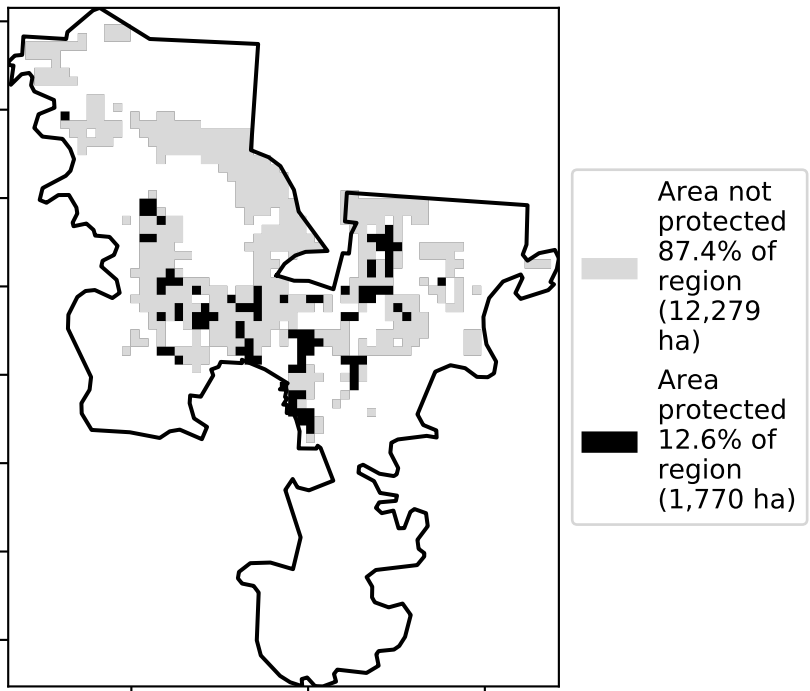 Area not
protected
87.4% of
region
(12,279
ha)
Area
protected
12.6% of
region
(1,770 ha)